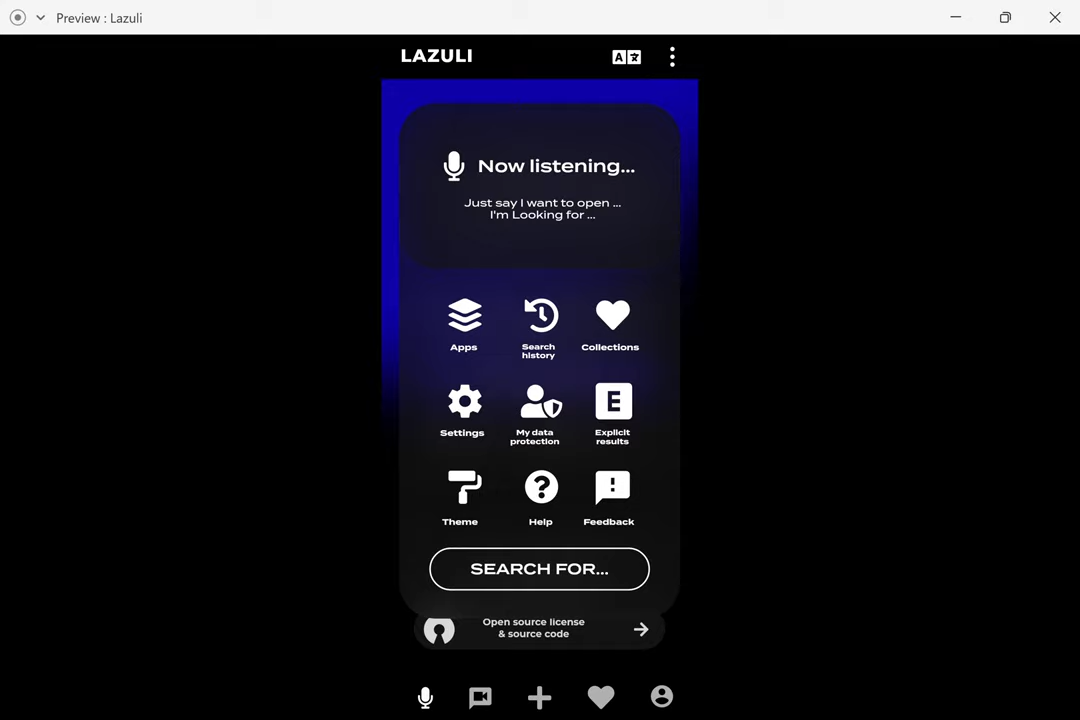 Preview : Lazuli
LAZULI
A
Now listening...
Just say I want to open ...
I'm Looking for ...
Apps
Search
history
Collections
Settings
My data
protection
E
Explicit
results
Theme
Help
Feedback
SEARCH FOR...
Open source license
& source code